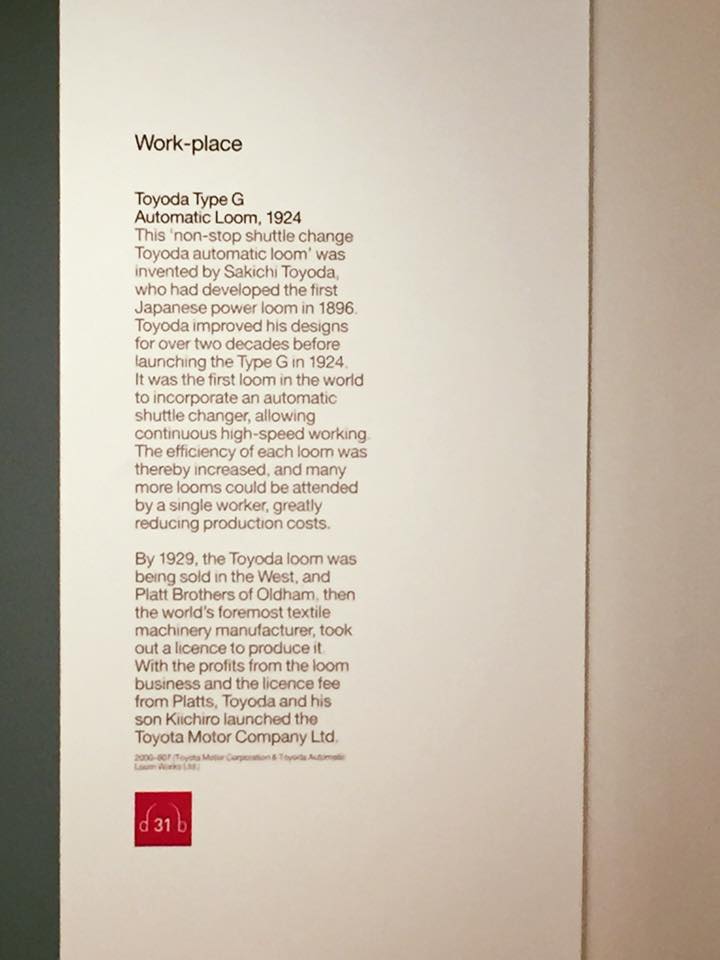 Work-place
Toyoda Type G
Automatic Loom, 1924
This 'non-stop shuttle change
Toyoda automatic loom' was
invented by Sakichi Toyoda,
who had developed the first
Japanese power loom in 1896.
Toyoda improved his designs
for over two decades before
launching the Type G in 1924.
It was the first loom in the world
to incorporate an automatic
shuttle changer, allowing
continuous high-speed working.
The efficiency of each loom was
thereby increased, and many
more looms could be attended
by a single worker, greatly
reducing production costs.
By 1929, the Toyoda loom was
being sold in the West, and
Platt Brothers of Oldham, then
the world's foremost textile
machinery manufacturer, took
out a licence to produce it.
With the profits from the loom
business and the licence fee
from Platts, Toyoda and his
son Kiichiro launched the
Toyota Motor Company Ltd.
(Toyota Motor Corporation & Toyoda Automatic
Loom Works Ltd.)
31